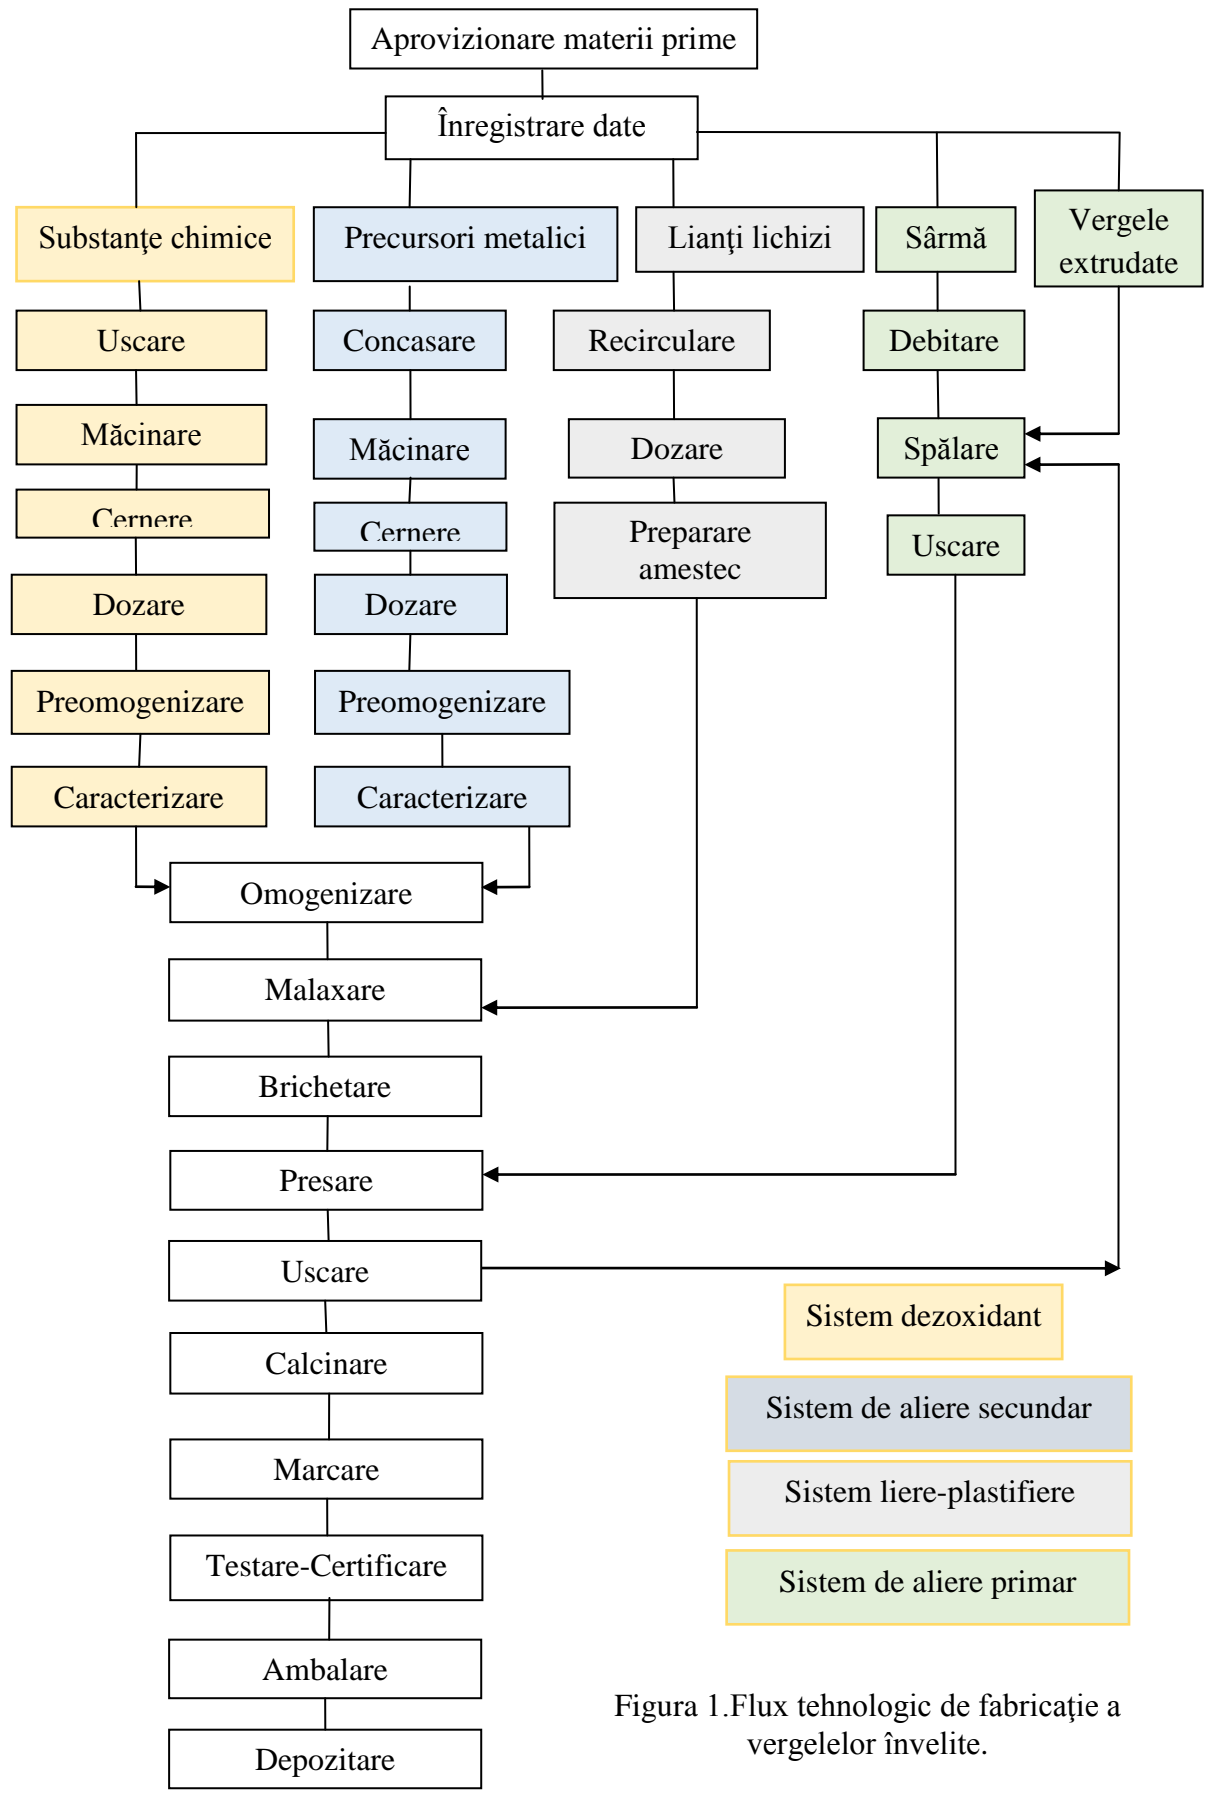 Aprovizionare materii prime
Înregistrare date
Substanţe chimice
Precursori metalici
Lianţi lichizi
Sârmă
Vergele
extrudate
Uscare
Concasare
Recirculare
Debitare
Măcinare
Măcinare
Dozare
Spălare
Cernere
Cernere
Preparare
amestec
Uscare
Dozare
Dozare
Preomogenizare
Preomogenizare
Caracterizare
Caracterizare
Omogenizare
Malaxare
Brichetare
Presare
Uscare
Calcinare
Marcare
Testare-Certificare
Ambalare
Depozitare
Sistem dezoxidant
Sistem de aliere secundar
Sistem liere-plastifiere
Sistem de aliere primar
Figura 1.Flux tehnologic de fabricaţie a
vergelelor învelite.